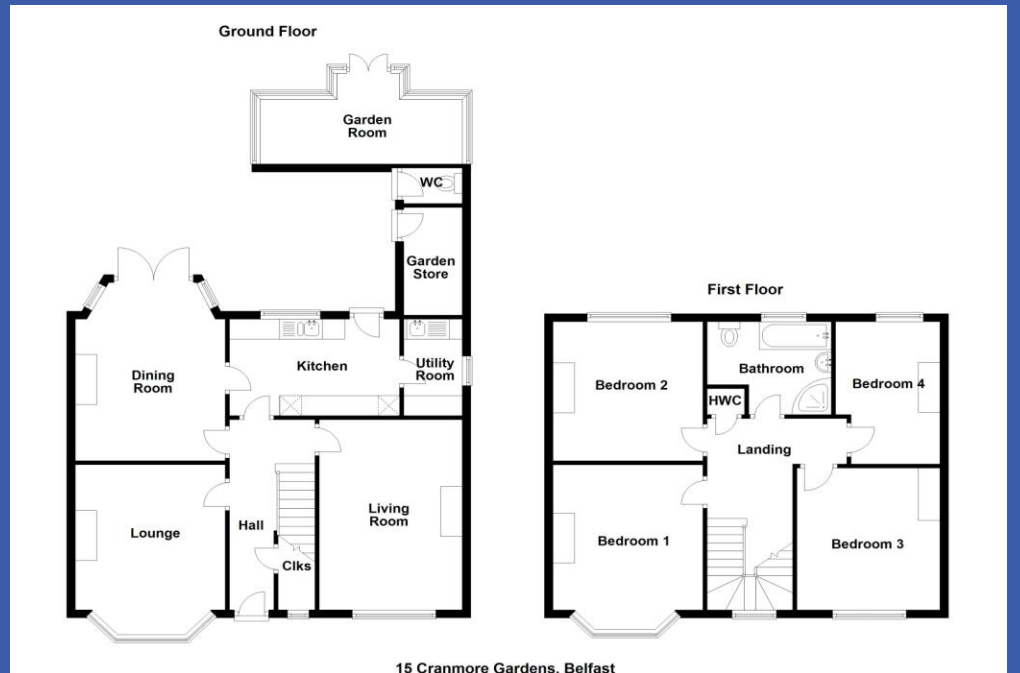 Ground Floor
Garden
Room
WC
Garden
Store
Dining
Room
Kitchen
Utility
Room
Lounge
Hall
Clks
Living
Room
First Floor
Bedroom 2
Bathroom
Bedroom 4
HWC
Landing
Bedroom 1
Bedroom 3
15 Cranmore Gardens, Belfast